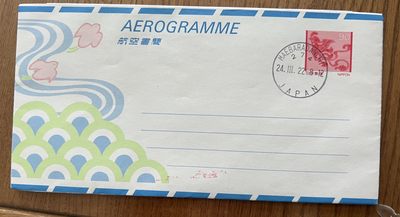 AEROGRAMME
航空書簡
90
NIPPON
24. III. 22
JAPAN